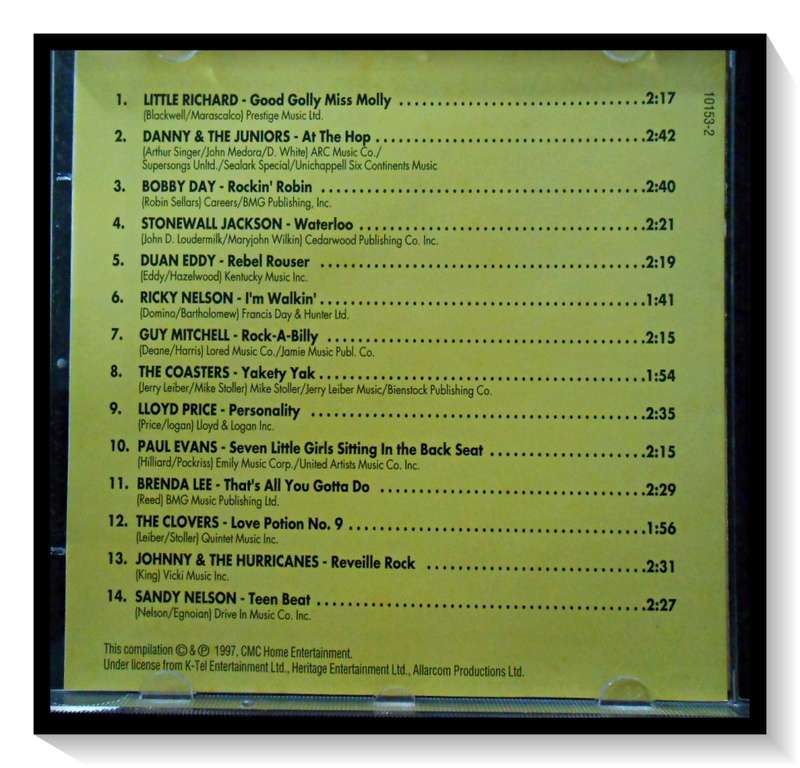 10153-2
1. LITTLE RICHARD - Good Golly Miss Molly ................................2:17
(Blackwell/Marascalco) Prestige Music Ltd.
2. DANNY & THE JUNIORS - At The Hop ...................................2:42
(Arthur Singer/John Medora/D. White) ARC Music Co./
Supersongs Unltd./Sealark Special/Unichappell Six Continents Music
3. BOBBY DAY - Rockin' Robin ..........................................2:40
(Robin Sellars) Careers/BMG Publishing, Inc.
4. STONEWALL JACKSON - Waterloo .....................................2:21
(John D. Loudermilk/Maryjohn Wilkin) Cedarwood Publishing Co. Inc.
5. DUAN EDDY - Rebel Rouser ..........................................2:19
(Eddy/Hazelwood) Kentucky Music Inc.
6. RICKY NELSON - I'm Walkin' ..........................................1:41
(Domino/Bartholomew) Francis Day & Hunter Ltd.
7. GUY MITCHELL - Rock-A-Billy .........................................2:15
(Deane/Harris) Lored Music Co./Jamie Music Publ. Co.
8. THE COASTERS - Yakety Yak ..........................................1:54
(Jerry Leiber/Mike Stoller) Mike Stoller/Jerry Leiber Music/Bienstock Publishing Co.
9. LLOYD PRICE - Personality ...........................................2:35
(Price/logan) Lloyd & Logan Inc.
10. PAUL EVANS - Seven Little Girls Sitting In the Back Seat ....................2:15
(Hilliard/Pockriss) Emily Music Corp./United Artists Music Co. Inc.
11. BRENDA LEE - That's All You Gotta Do ...................................2:29
(Reed) BMG Music Publishing Ltd.
12. THE CLOVERS - Love Potion No. 9 ......................................1:56
(Leiber/Stoller) Quintet Music Inc.
13. JOHNNY & THE HURRICANES - Reveille Rock .............................2:31
(King) Vicki Music Inc.
14. SANDY NELSON - Teen Beat ...........................................2:27
(Nelson/Egnoian) Drive In Music Co. Inc.
This compilation © & ℗ 1997, CMC Home Entertainment.
Under license from K-Tel Entertainment Ltd., Heritage Entertainment Ltd., Allarcom Productions Ltd.